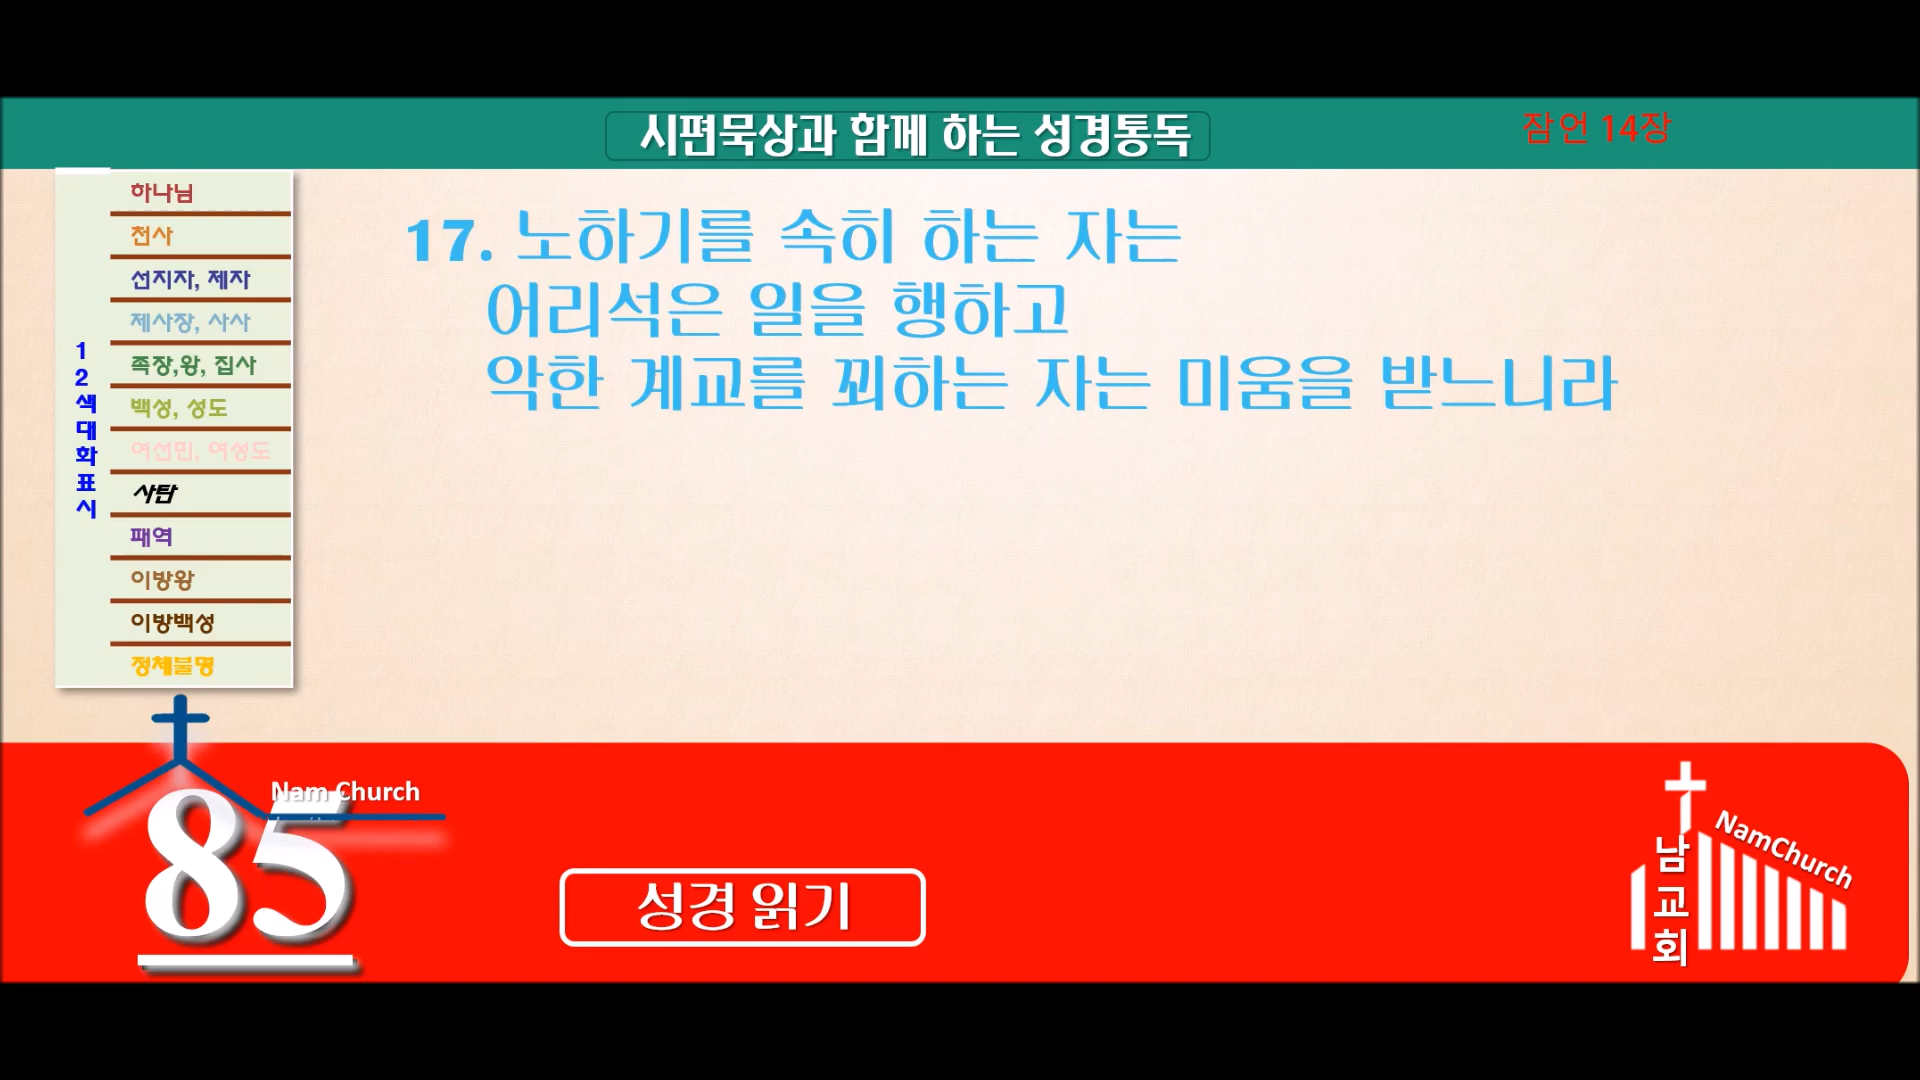 시편묵상과 함께 하는 성경통독
잠언 14장
12색대화표시
하나님
천사
선지자, 제자
제사장, 사사
족장,왕, 집사
백성, 성도
여선민, 여성도
사탄
패역
이방왕
이방백성
정체불명
17. 노하기를 속히 하는 자는
어리석은 일을 행하고
악한 계교를 꾀하는 자는 미움을 받느니라
Nam Church
85
성경 읽기
NamChurch
남교회